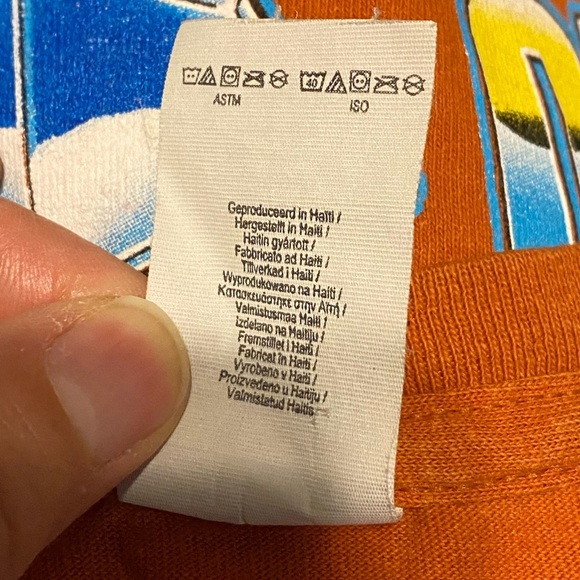 40
ASTM ISO
Geproduceerd in Haïti /
Hergestellt in Haiti /
Haitin gyártott /
Fabbricato ad Haiti /
Tillverkad i Haiti /
Wyprodukowano na Haiti /
Κατασκευάστηκε στην Αϊτή /
Valmistusmaa Haiti /
Izdelano na Haitiju /
Fremstillet i Haiti /
Fabricat în Haiti /
Vyrobeno v Haiti /
Proizvedeno u Haitiju /
Valmistatud Haitis